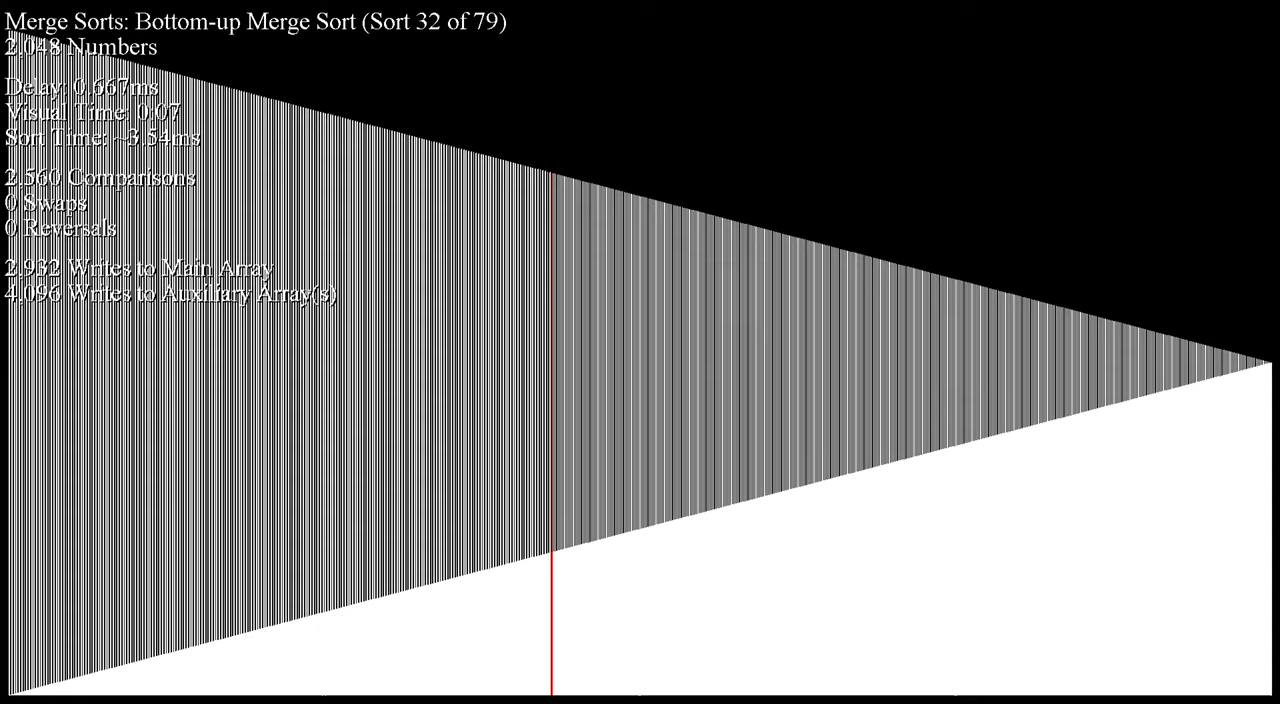 Merge Sorts: Bottom-up Merge Sort (Sort 32 of 79)
2,048 Numbers
Delay: 0.667ms
Visual Time: 0:07
Sort Time: ~3.54ms
2,560 Comparisons
0 Swaps
0 Reversals
2,932 Writes to Main Array
4,096 Writes to Auxiliary Array(s)